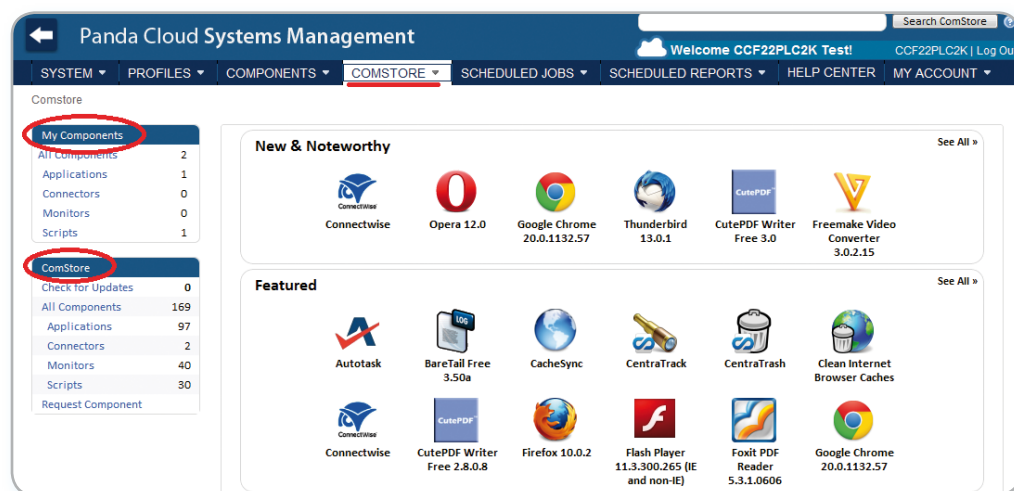 Search ComStore
Panda Cloud Systems Management
Welcome CCF22PLC2K Test!
CCF22PLC2K | Log Ou
SYSTEM PROFILES COMPONENTS COMSTORE SCHEDULED JOBS SCHEDULED REPORTS HELP CENTER MY ACCOUNT
Comstore
My Components
All Components 2
Applications 1
Connectors 0
Monitors 0
Scripts 1
ComStore
Check for Updates 0
All Components 169
Applications 97
Connectors 2
Monitors 40
Scripts 30
Request Component
New & Noteworthy
See All »
ConnectWise
CutePDF™
Connectwise
Opera 12.0
Google Chrome
20.0.1132.57
Thunderbird
13.0.1
CutePDF Writer
Free 3.0
Freemake Video
Converter
3.0.2.15
Featured
See All »
LOG
Autotask
BareTail Free
3.50a
CacheSync
CentraTrack
CentraTrash
Clean Internet
Browser Caches
ConnectWise
CutePDF™
Connectwise
CutePDF Writer
Free 2.8.0.8
Firefox 10.0.2
Flash Player
11.3.300.265 (IE
and non-IE)
Foxit PDF
Reader
5.3.1.0606
Google Chrome
20.0.1132.57